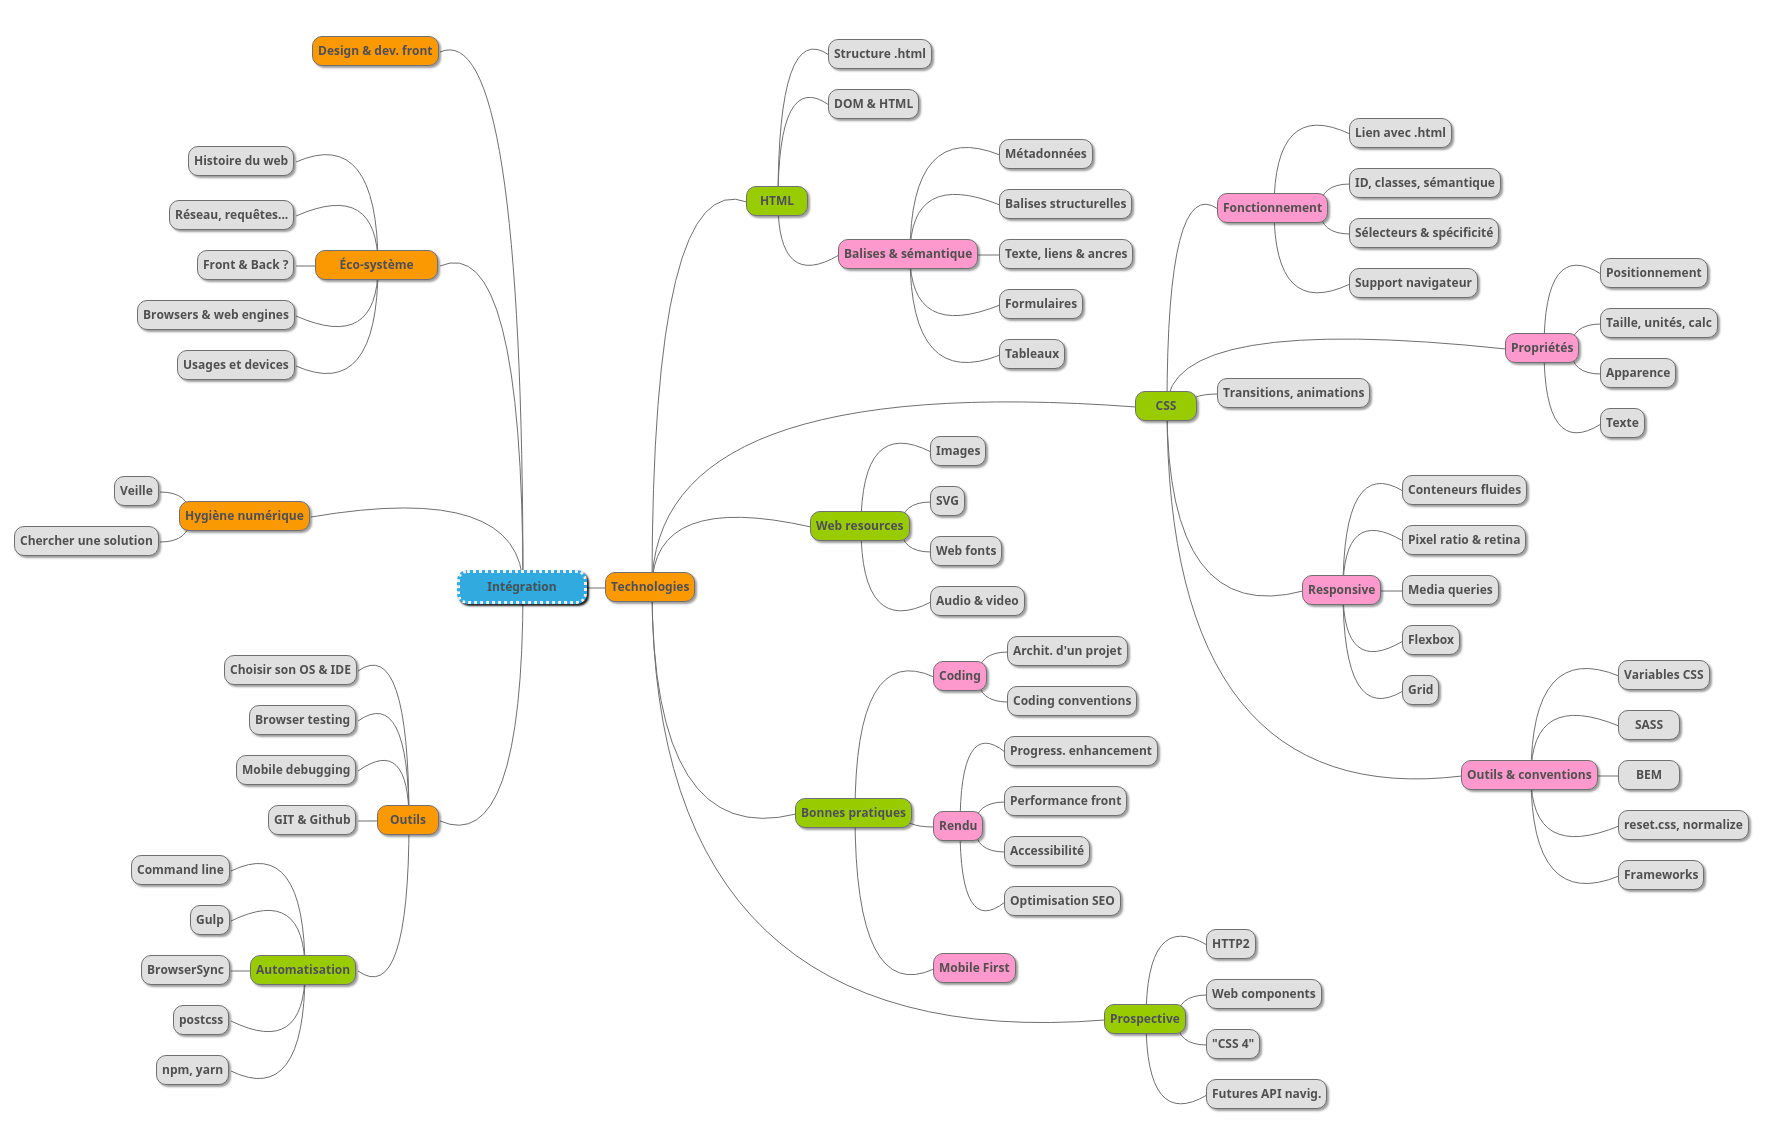 Intégration
Design & dev. front
Éco-système
Histoire du web
Réseau, requêtes...
Front & Back ?
Browsers & web engines
Usages et devices
Hygiène numérique
Veille
Chercher une solution
Outils
Choisir son OS & IDE
Browser testing
Mobile debugging
GIT & Github
Automatisation
Command line
Gulp
BrowserSync
postcss
npm, yarn
Technologies
HTML
Structure .html
DOM & HTML
Balises & sémantique
Métadonnées
Balises structurelles
Texte, liens & ancres
Formulaires
Tableaux
CSS
Fonctionnement
Lien avec .html
ID, classes, sémantique
Sélecteurs & spécificité
Support navigateur
Propriétés
Positionnement
Taille, unités, calc
Apparence
Texte
Transitions, animations
Responsive
Conteneurs fluides
Pixel ratio & retina
Media queries
Flexbox
Grid
Outils & conventions
Variables CSS
SASS
BEM
reset.css, normalize
Frameworks
Web resources
Images
SVG
Web fonts
Audio & video
Bonnes pratiques
Coding
Archit. d'un projet
Coding conventions
Rendu
Progress. enhancement
Performance front
Accessibilité
Optimisation SEO
Mobile First
Prospective
HTTP2
Web components
"CSS 4"
Futures API navig.